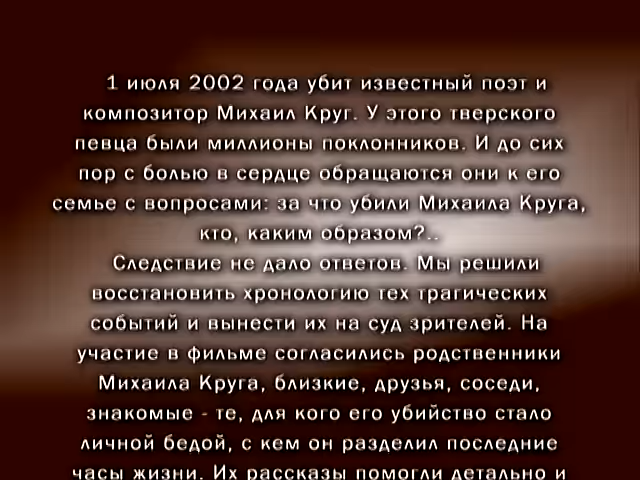 1 июля 2002 года убит известный поэт и
композитор Михаил Круг. У этого тверского
певца были миллионы поклонников. И до сих
пор с болью в сердце обращаются они к его
семье с вопросами: за что убили Михаила Круга,
кто, каким образом?..
Следствие не дало ответов. Мы решили
восстановить хронологию тех трагических
событий и вынести их на суд зрителей. На
участие в фильме согласились родственники
Михаила Круга, близкие, друзья, соседи,
знакомые - те, для кого его убийство стало
личной бедой, с кем он разделил последние
часы жизни. Их рассказы помогли детально и